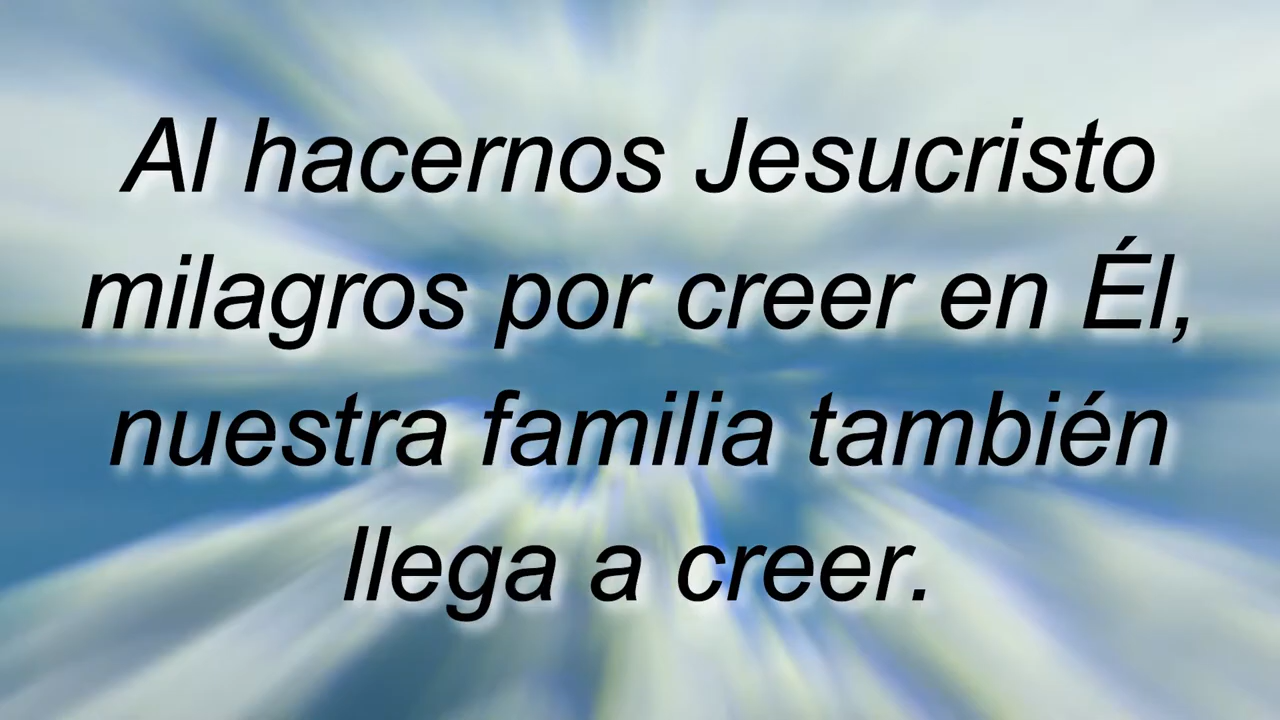 Al hacernos Jesucristo
milagros por creer en Él,
nuestra familia también
llega a creer.